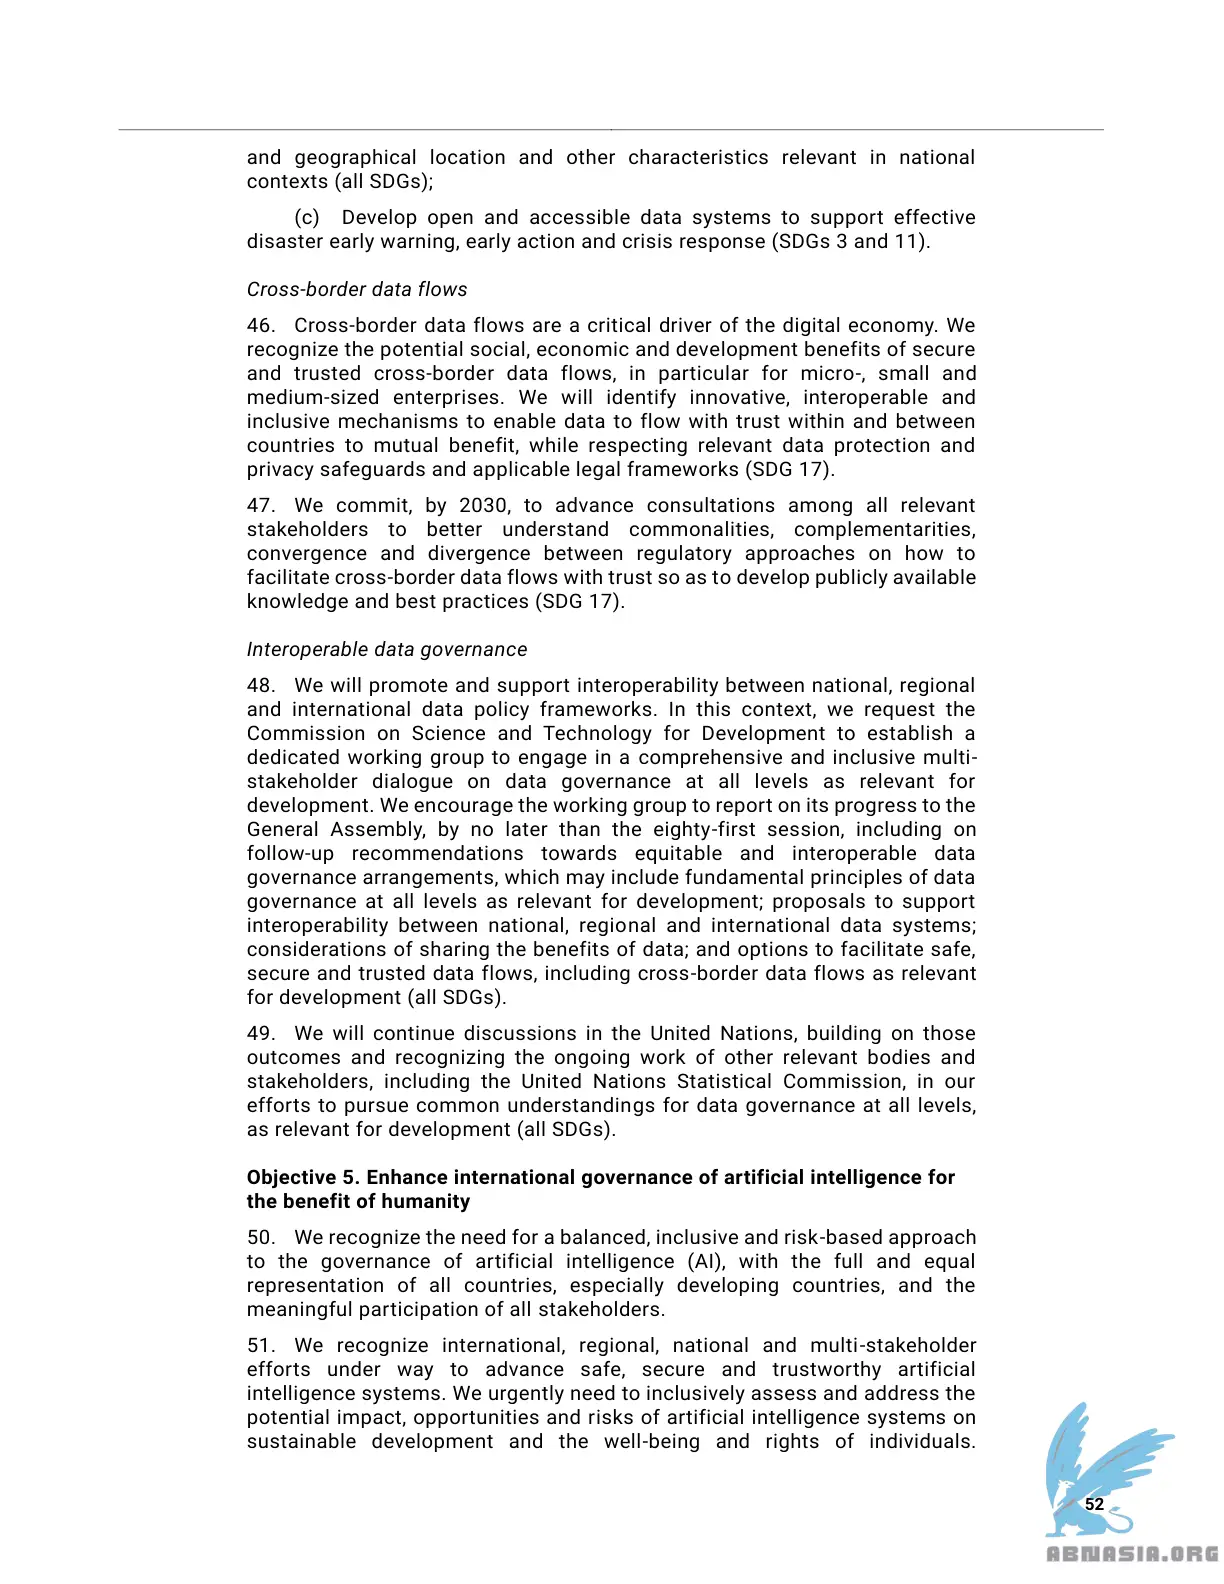 and geographical location and other characteristics relevant in national
contexts (all SDGs);
(c) Develop open and accessible data systems to support effective
disaster early warning, early action and crisis response (SDGs 3 and 11).
Cross-border data flows
46. Cross-border data flows are a critical driver of the digital economy. We
recognize the potential social, economic and development benefits of secure
and trusted cross-border data flows, in particular for micro-, small and
medium-sized enterprises. We will identify innovative, interoperable and
inclusive mechanisms to enable data to flow with trust within and between
countries to mutual benefit, while respecting relevant data protection and
privacy safeguards and applicable legal frameworks (SDG 17).
47. We commit, by 2030, to advance consultations among all relevant
stakeholders to better understand commonalities, complementarities,
convergence and divergence between regulatory approaches on how to
facilitate cross-border data flows with trust so as to develop publicly available
knowledge and best practices (SDG 17).
Interoperable data governance
48. We will promote and support interoperability between national, regional
and international data policy frameworks. In this context, we request the
Commission on Science and Technology for Development to establish a
dedicated working group to engage in a comprehensive and inclusive multi-
stakeholder dialogue on data governance at all levels as relevant for
development. We encourage the working group to report on its progress to the
General Assembly, by no later than the eighty-first session, including on
follow-up recommendations towards equitable and interoperable data
governance arrangements, which may include fundamental principles of data
governance at all levels as relevant for development; proposals to support
interoperability between national, regional and international data systems;
considerations of sharing the benefits of data; and options to facilitate safe,
secure and trusted data flows, including cross-border data flows as relevant
for development (all SDGs).
49. We will continue discussions in the United Nations, building on those
outcomes and recognizing the ongoing work of other relevant bodies and
stakeholders, including the United Nations Statistical Commission, in our
efforts to pursue common understandings for data governance at all levels,
as relevant for development (all SDGs).
Objective 5. Enhance international governance of artificial intelligence for
the benefit of humanity
50. We recognize the need for a balanced, inclusive and risk-based approach
to the governance of artificial intelligence (AI), with the full and equal
representation of all countries, especially developing countries, and the
meaningful participation of all stakeholders.
51. We recognize international, regional, national and multi-stakeholder
efforts under way to advance safe, secure and trustworthy artificial
intelligence systems. We urgently need to inclusively assess and address the
potential impact, opportunities and risks of artificial intelligence systems on
sustainable development and the well-being and rights of individuals.
52
ABNASIA.ORG